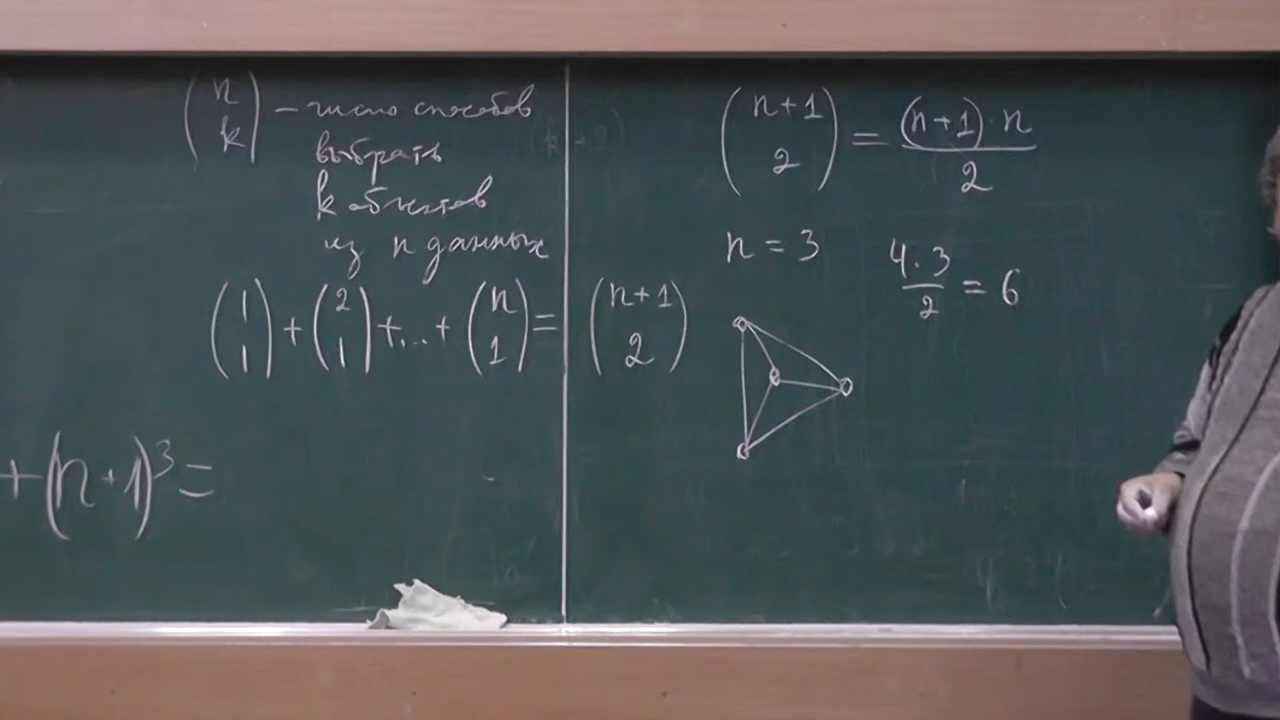 (n k) – число способов
выбрать
k объектов
из n данных
(1 1) + (2 1) + ... + (n 1) = (n+1 2)
+ (n+1)³ =
(n+1 2) = (n+1)·n / 2
n = 3
4·3 / 2 = 6